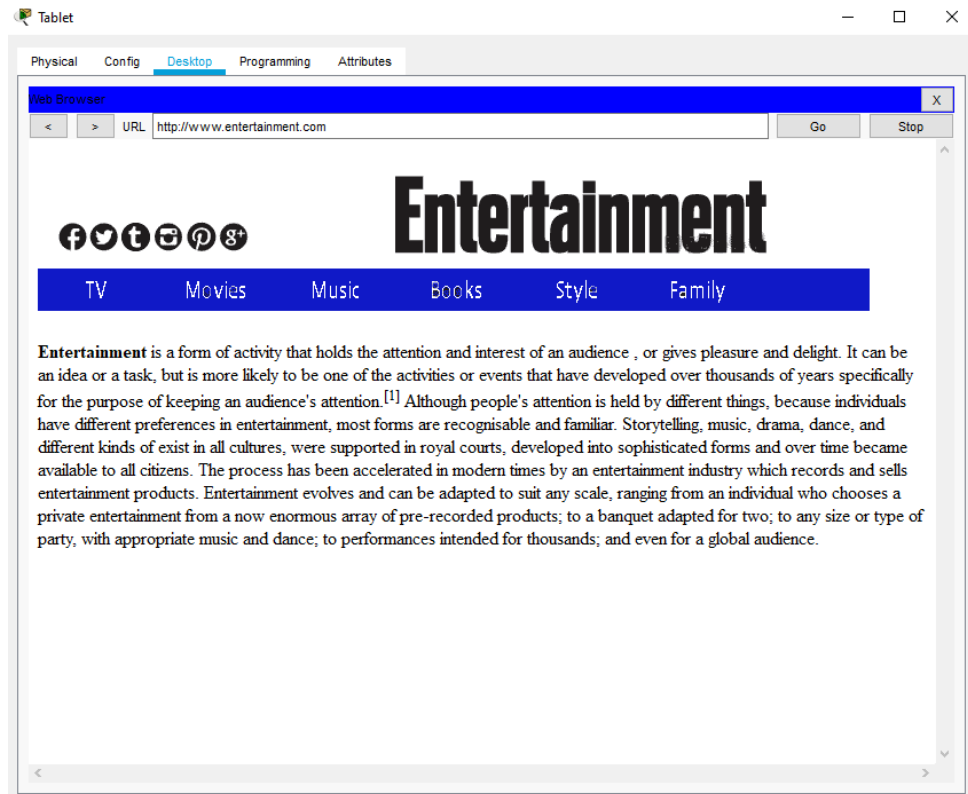 Tablet
Physical Config Desktop Programming Attributes
Web Browser X
< > URL http://www.entertainment.com Go Stop
Entertainment
TV Movies Music Books Style Family
Entertainment is a form of activity that holds the attention and interest of an audience , or gives pleasure and delight. It can be
an idea or a task, but is more likely to be one of the activities or events that have developed over thousands of years specifically
for the purpose of keeping an audience's attention.[1] Although people's attention is held by different things, because individuals
have different preferences in entertainment, most forms are recognisable and familiar. Storytelling, music, drama, dance, and
different kinds of exist in all cultures, were supported in royal courts, developed into sophisticated forms and over time became
available to all citizens. The process has been accelerated in modern times by an entertainment industry which records and sells
entertainment products. Entertainment evolves and can be adapted to suit any scale, ranging from an individual who chooses a
private entertainment from a now enormous array of pre-recorded products; to a banquet adapted for two; to any size or type of
party, with appropriate music and dance; to performances intended for thousands; and even for a global audience.